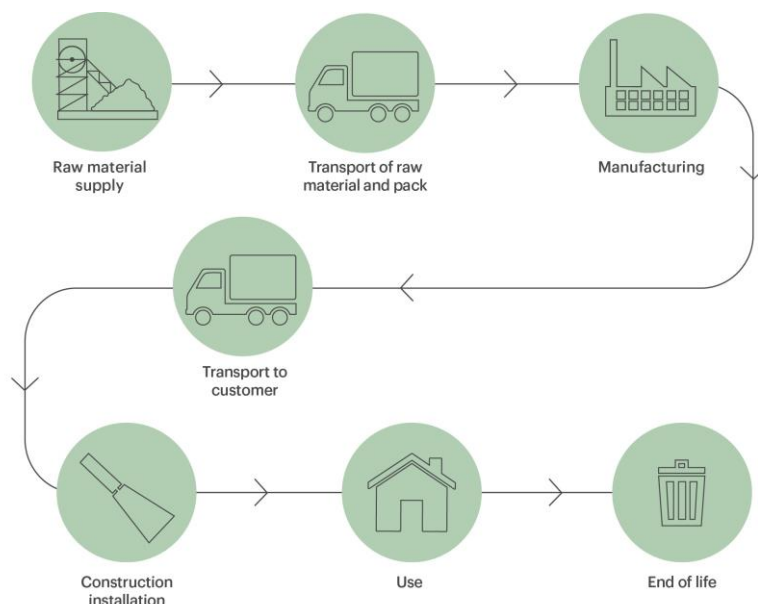 Raw material
supply
Transport of raw
material and pack
Manufacturing
Transport to
customer
Construction
installation
Use
End of life